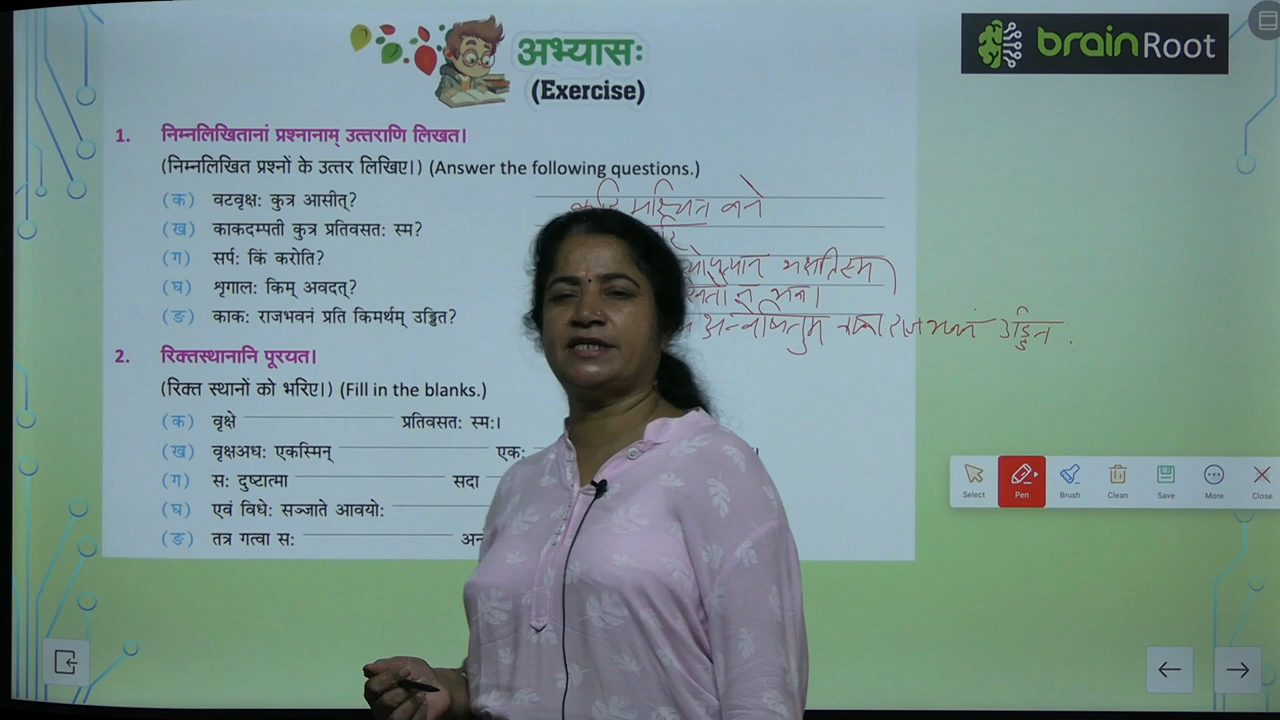 brainRoot
अभ्यासः
(Exercise)
1. निम्नलिखितानां प्रश्नानाम् उत्तराणि लिखत।
(निम्नलिखित प्रश्नों के उत्तर लिखिए।) (Answer the following questions.)
(क) वटवृक्षः कुत्र आसीत्?
वने
(ख) काकदम्पती कुत्र प्रतिवसतः स्म?
(ग) सर्पः किं करोति?
(घ) शृगालः किम् अवदत्?
(ङ) काकः राजभवनं प्रति किमर्थम् उड्डित?
2. रिक्तस्थानानि पूरयत।
(रिक्त स्थानों को भरिए।) (Fill in the blanks.)
(क) वृक्षे प्रतिवसतः स्मः।
(ख) वृक्षअधः एकस्मिन् एकः
(ग) सः दुष्टात्मा सदा
(घ) एवं विधेः सञ्जाते आवयोः
(ङ) तत्र गत्वा सः
Select Pen Brush Clean Save More Close